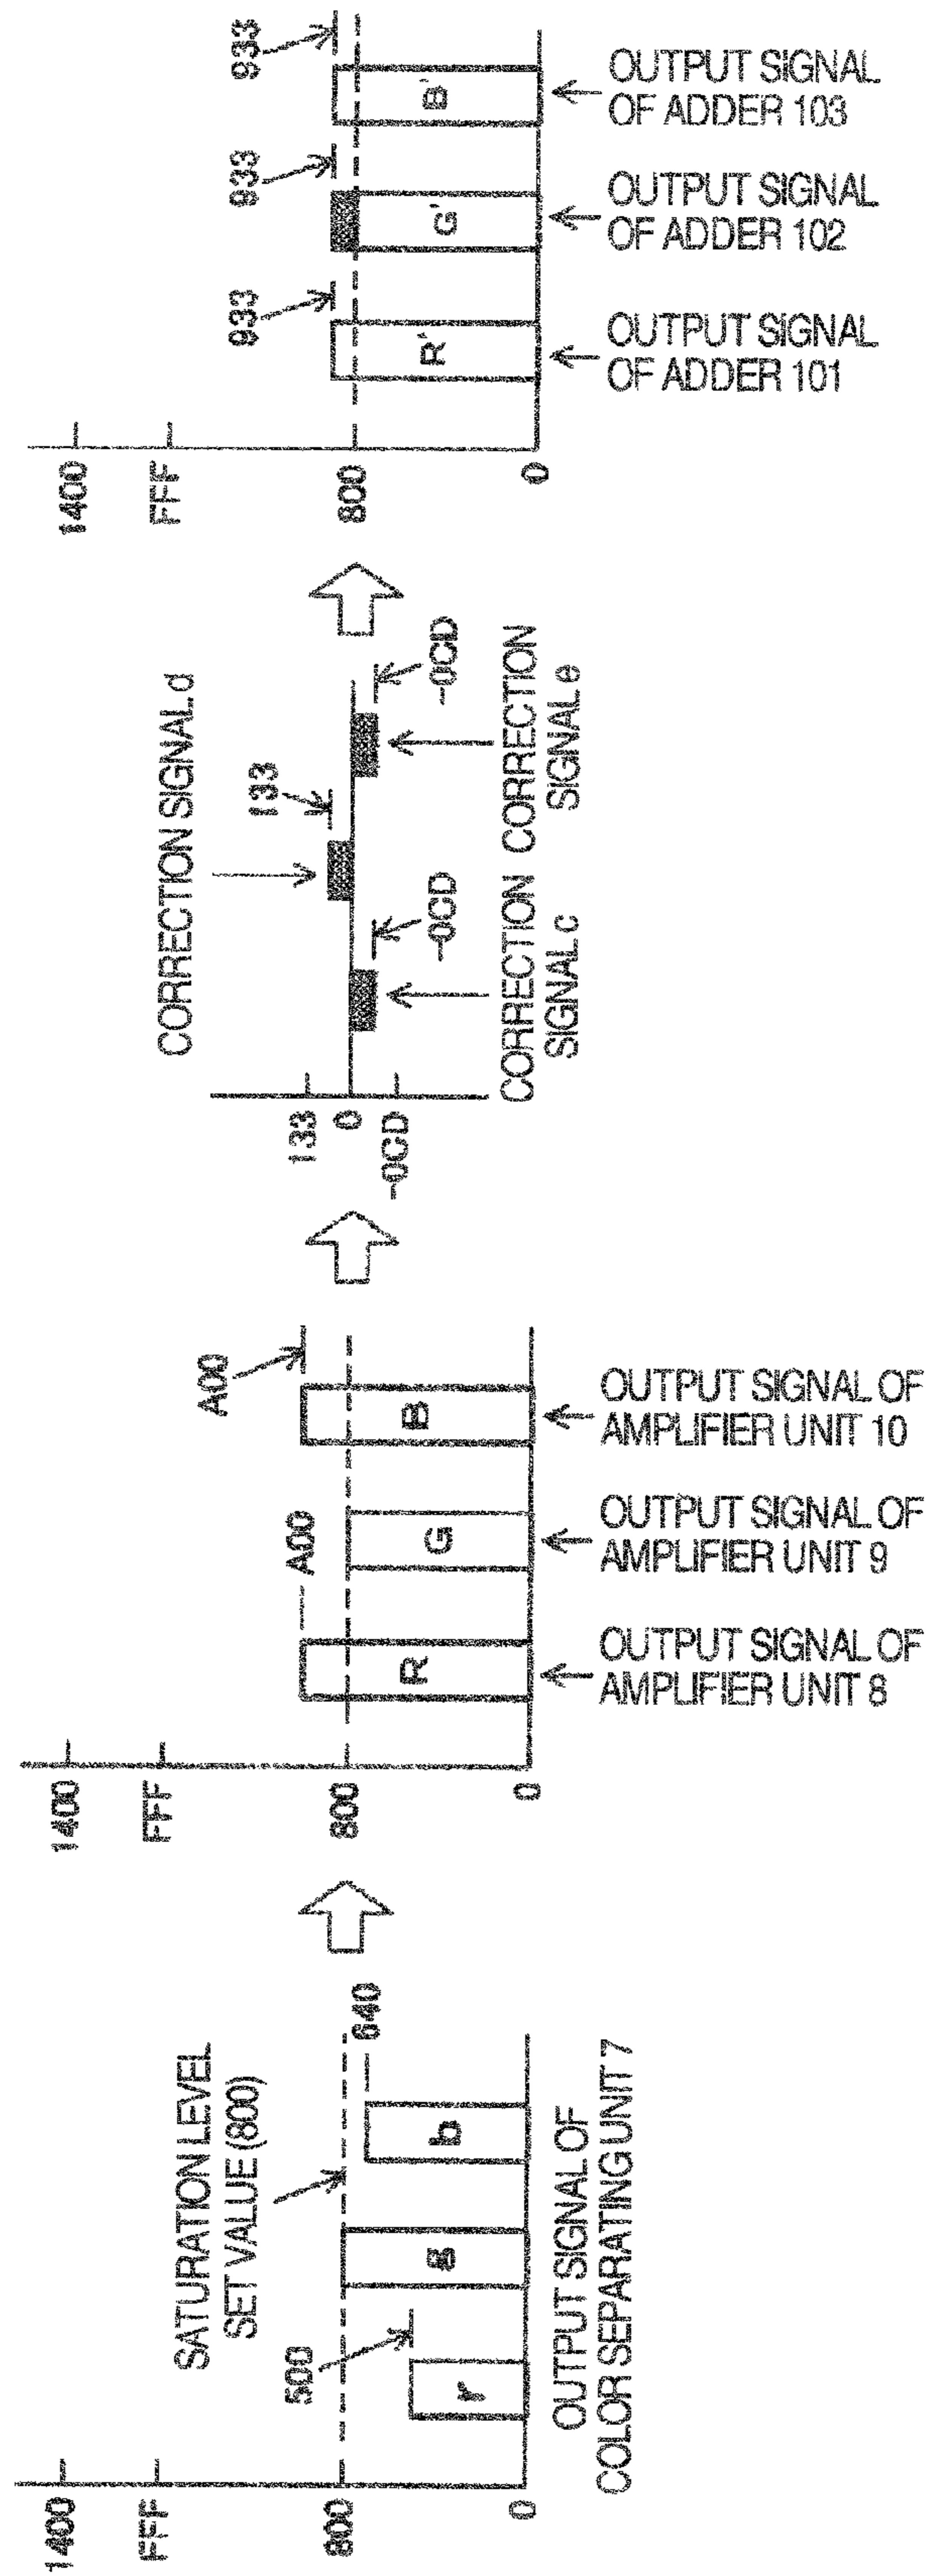 1400
FFF
800
0
500
SATURATION LEVEL
SET VALUE (800)
640
r
g
b
OUTPUT SIGNAL OF
COLOR SEPARATING UNIT 7
1400
FFF
800
0
A00
A00
R
G
B
OUTPUT SIGNAL OF
AMPLIFIER UNIT 8
OUTPUT SIGNAL OF
AMPLIFIER UNIT 9
OUTPUT SIGNAL OF
AMPLIFIER UNIT 10
CORRECTION SIGNAL d
133
0
-0CD
133
-0CD
-0CD
CORRECTION
SIGNAL c
CORRECTION
SIGNAL e
1400
FFF
800
0
933
933
933
R'
G'
B'
OUTPUT SIGNAL
OF ADDER 101
OUTPUT SIGNAL
OF ADDER 102
OUTPUT SIGNAL
OF ADDER 103